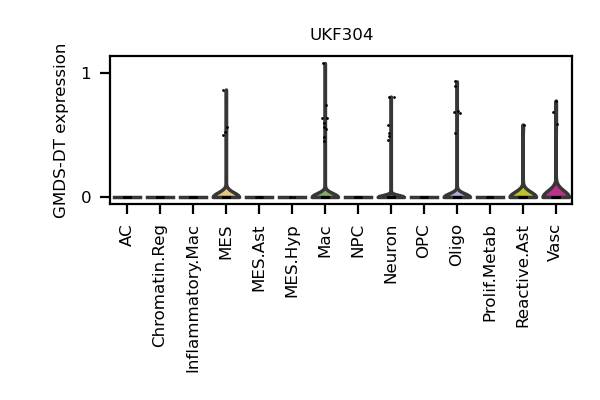 UKF304
GMDS-DT expression
1
0
AC
Chromatin.Reg
Inflammatory.Mac
MES
MES.Ast
MES.Hyp
Mac
NPC
Neuron
OPC
Oligo
Prolif.Metab
Reactive.Ast
Vasc